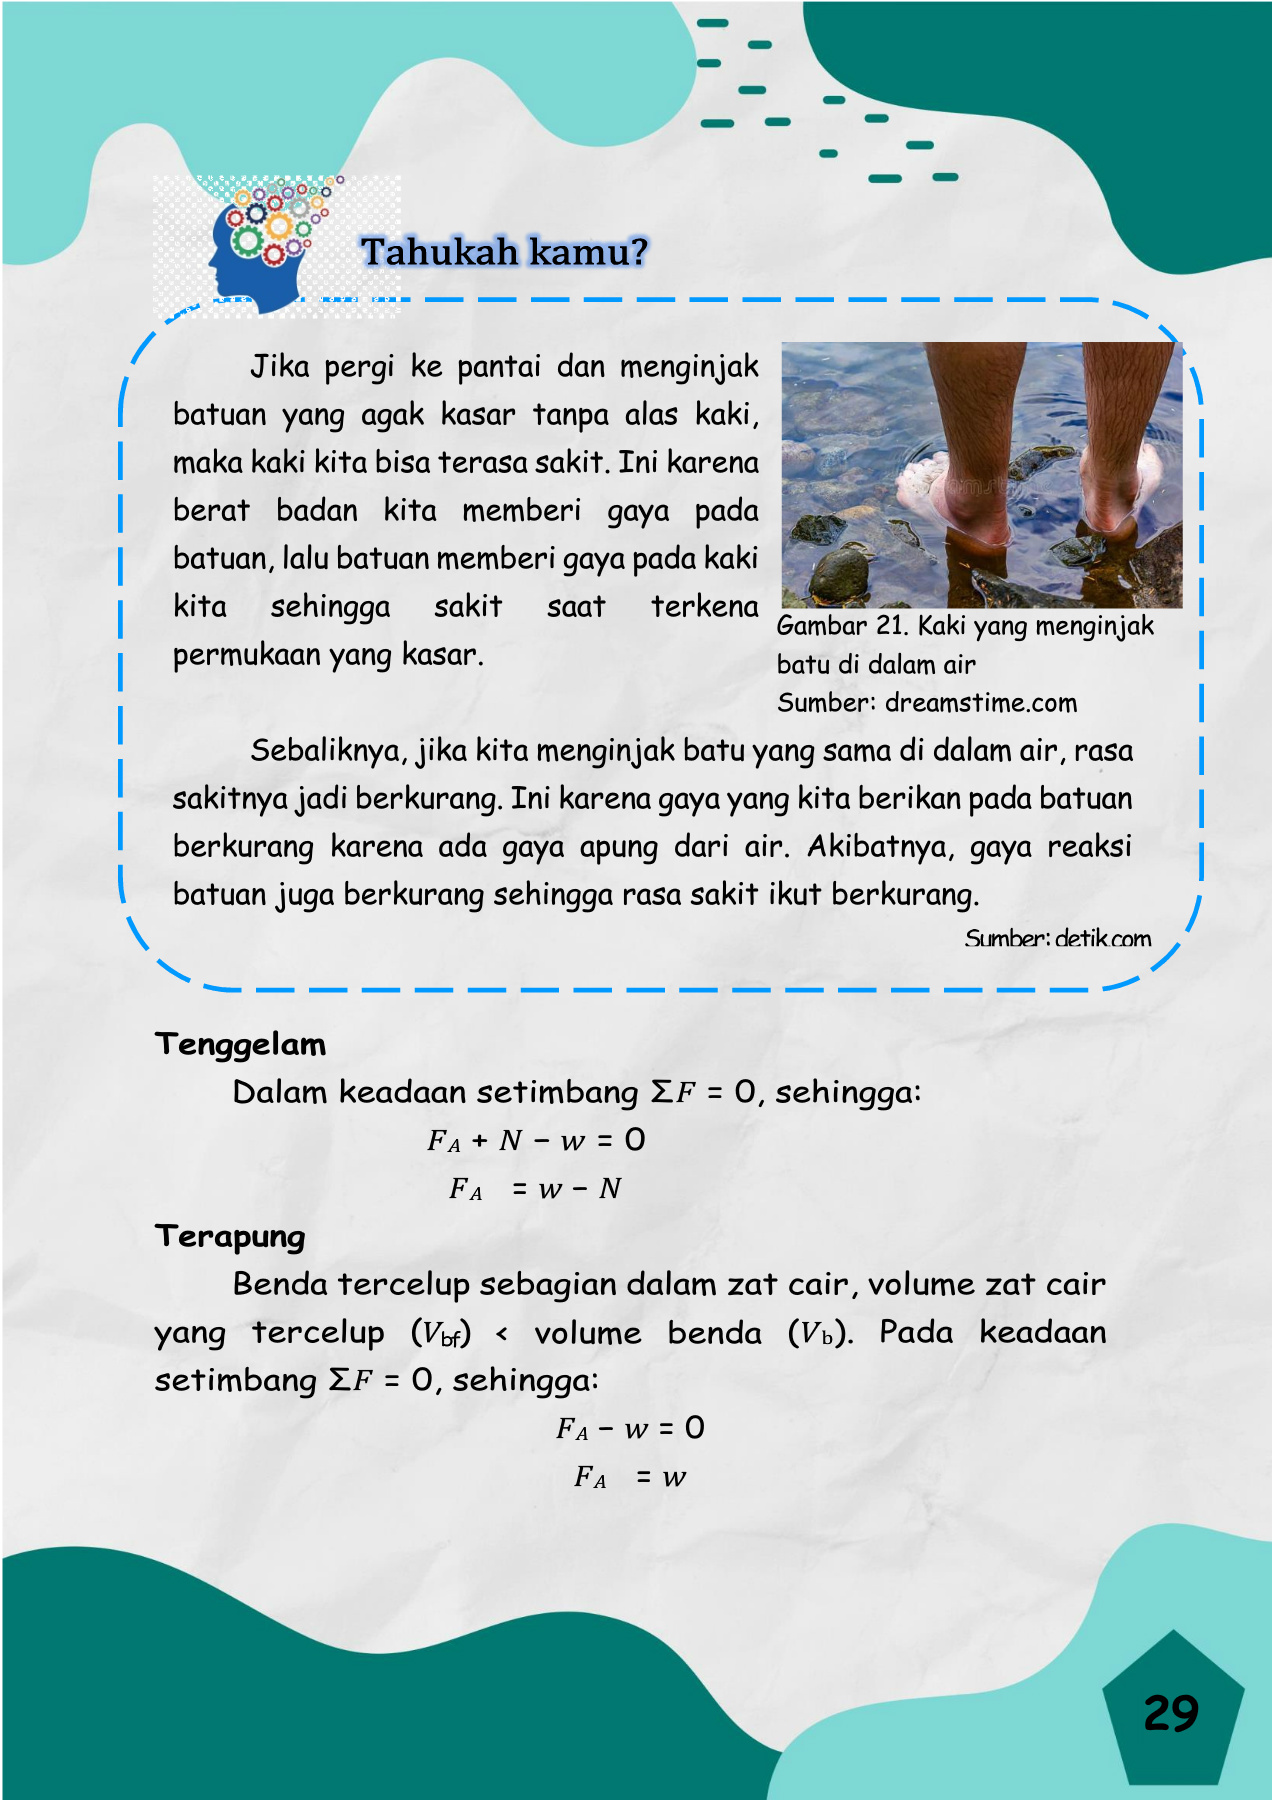 Tahukah kamu?
Jika pergi ke pantai dan menginjak
batuan yang agak kasar tanpa alas kaki,
maka kaki kita bisa terasa sakit. Ini karena
berat badan kita memberi gaya pada
batuan, lalu batuan memberi gaya pada kaki
kita sehingga sakit saat terkena
permukaan yang kasar.
Gambar 21. Kaki yang menginjak
batu di dalam air
Sumber: dreamstime.com
Sebaliknya, jika kita menginjak batu yang sama di dalam air, rasa
sakitnya jadi berkurang. Ini karena gaya yang kita berikan pada batuan
berkurang karena ada gaya apung dari air. Akibatnya, gaya reaksi
batuan juga berkurang sehingga rasa sakit ikut berkurang.
Sumber: detik.com
Tenggelam
Dalam keadaan setimbang ΣF = 0, sehingga:
F_A + N − w = 0
F_A = w − N
Terapung
Benda tercelup sebagian dalam zat cair, volume zat cair
yang tercelup (V_bf) < volume benda (V_b). Pada keadaan
setimbang ΣF = 0, sehingga:
F_A − w = 0
F_A = w
29